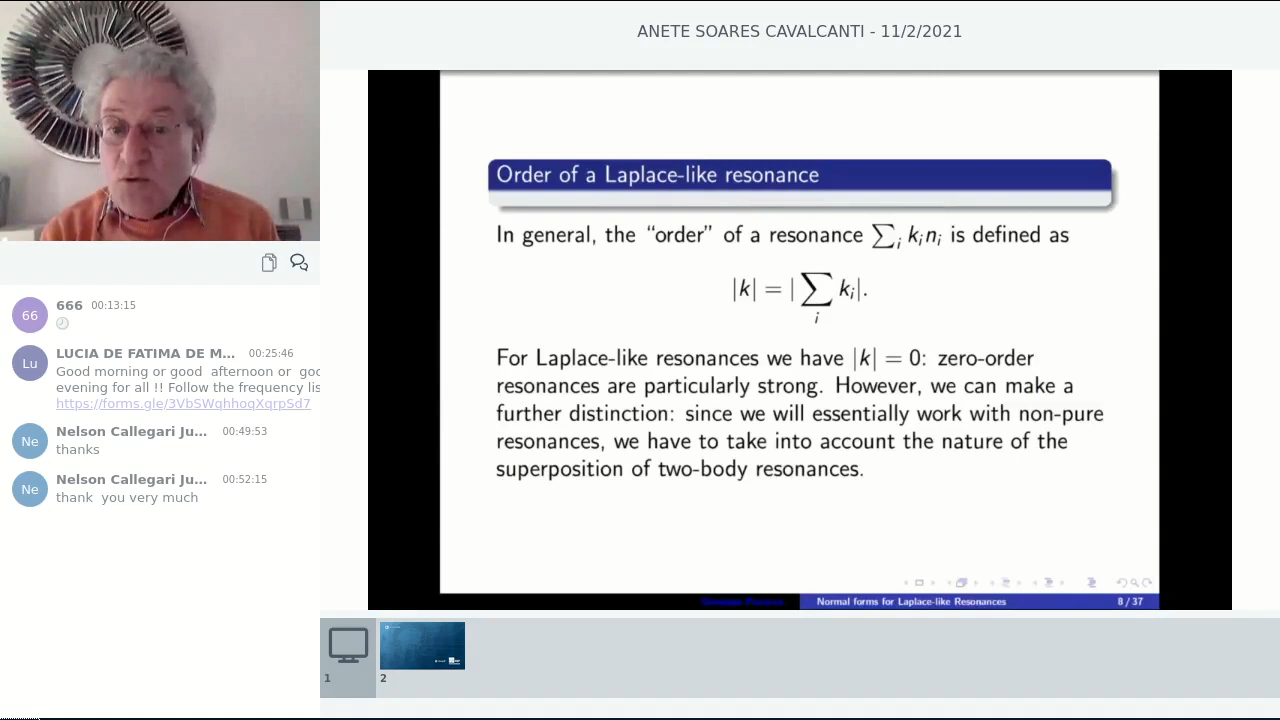 ANETE SOARES CAVALCANTI - 11/2/2021
Order of a Laplace-like resonance
In general, the “order” of a resonance ∑ᵢ kᵢnᵢ is defined as
|k| = | ∑ᵢ kᵢ|.
For Laplace-like resonances we have |k| = 0: zero-order
resonances are particularly strong. However, we can make a
further distinction: since we will essentially work with non-pure
resonances, we have to take into account the nature of the
superposition of two-body resonances.
Normal forms for Laplace-like Resonances
8 / 37
66
666 00:13:15
Lu
LUCIA DE FATIMA DE M... 00:25:46
Good morning or good afternoon or goo
evening for all !! Follow the frequency lis
https://forms.gle/3VbSWqhhoqXqrpSd7
Ne
Nelson Callegari Ju... 00:49:53
thanks
Ne
Nelson Callegari Ju... 00:52:15
thank you very much
1
2